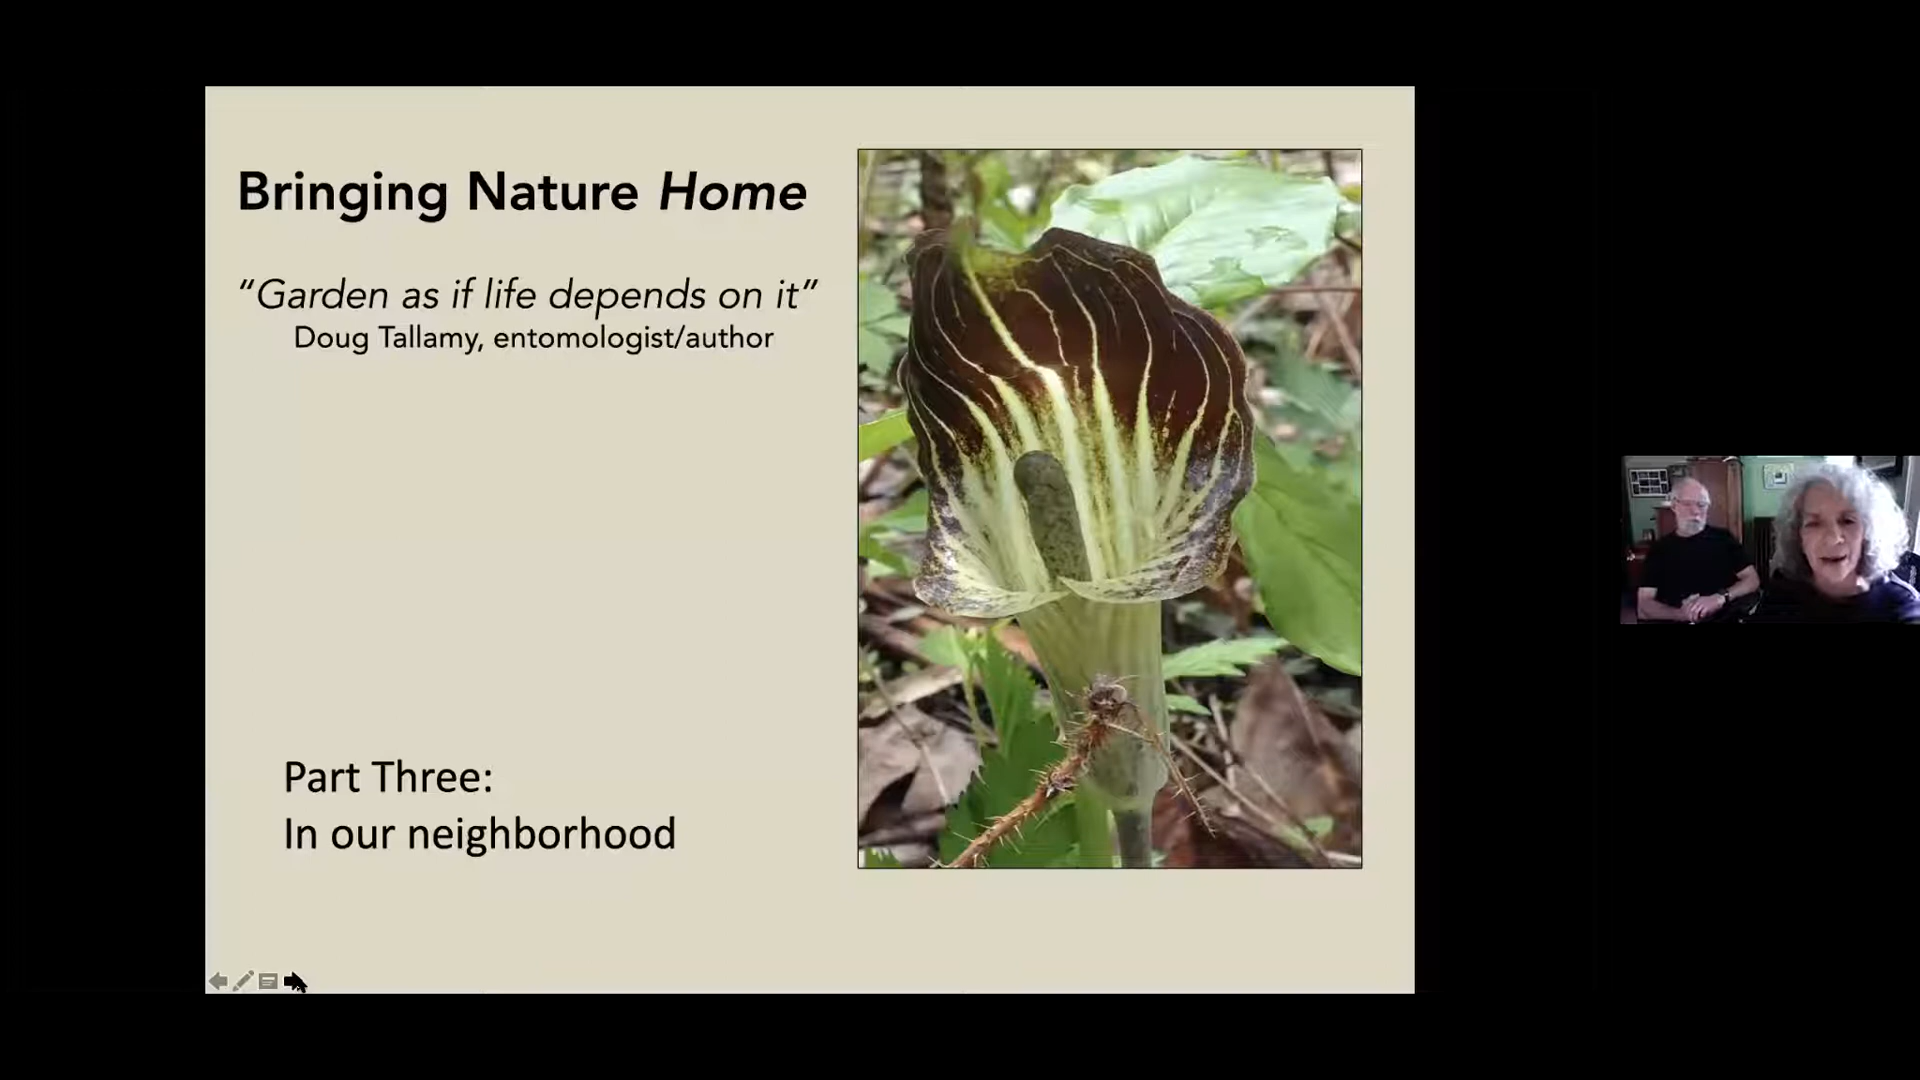 Bringing Nature Home
“Garden as if life depends on it”
Doug Tallamy, entomologist/author
Part Three:
In our neighborhood